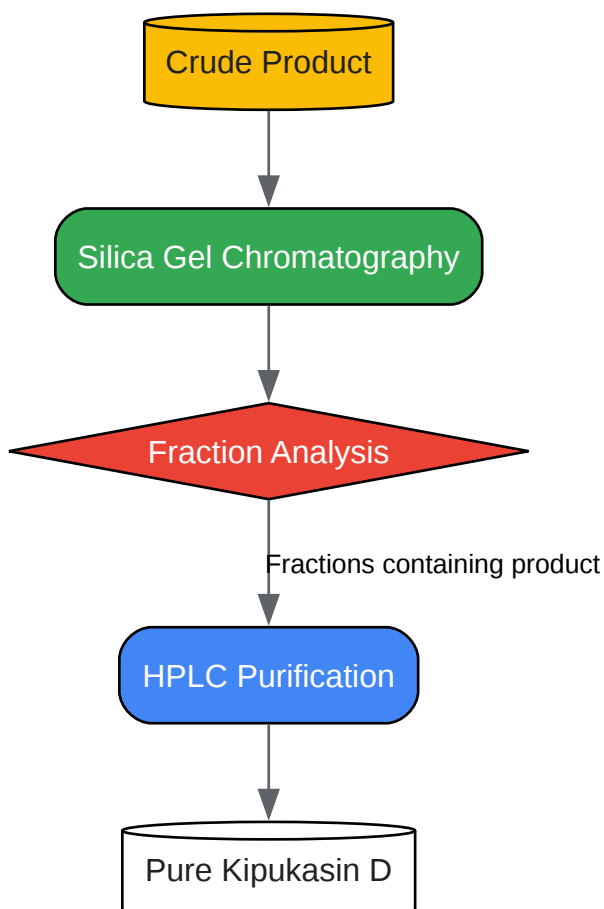 Crude Product
Silica Gel Chromatography
Fraction Analysis
Fractions containing product
HPLC Purification
Pure Kipukasin D